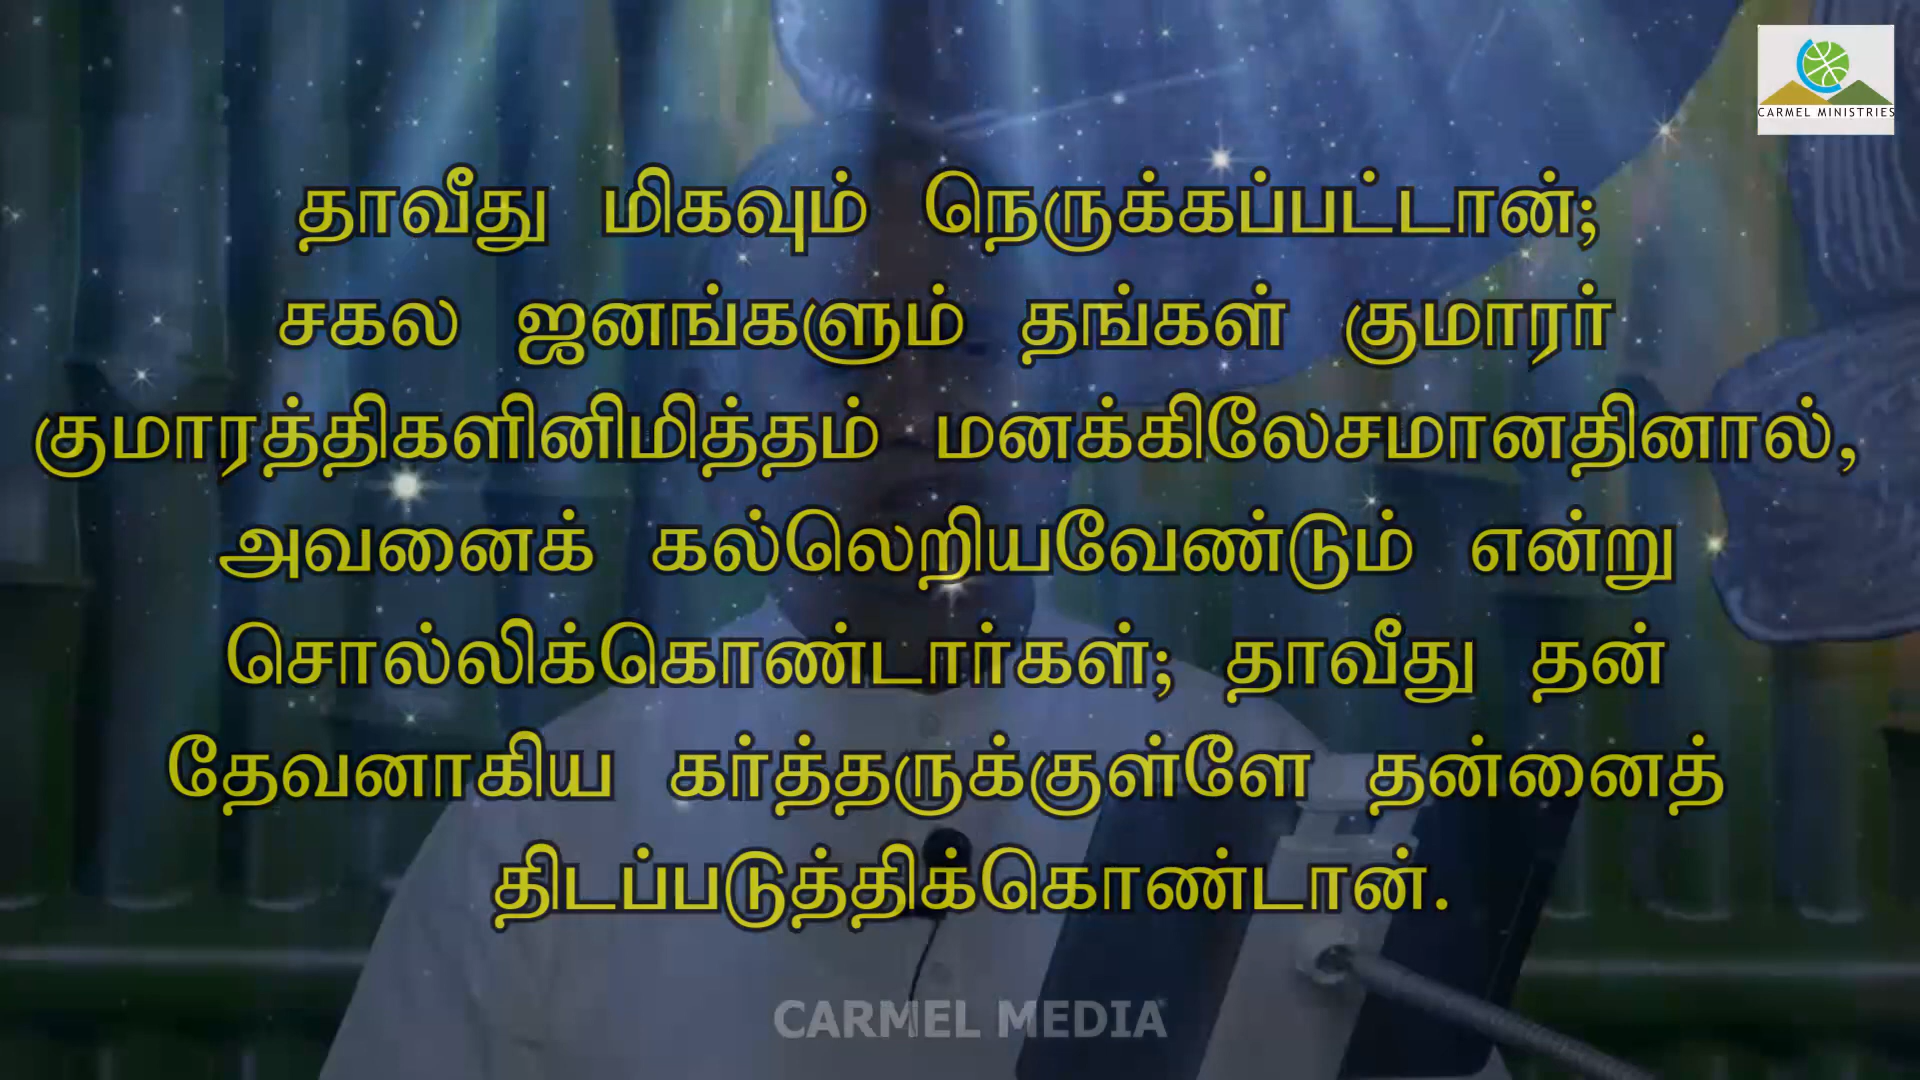 CARMEL MINISTRIES
தாவீது மிகவும் நெருக்கப்பட்டான்;
சகல ஜனங்களும் தங்கள் குமாரர்
குமாரத்திகளினிமித்தம் மனக்கிலேசமானதினால்,
அவனைக் கல்லெறியவேண்டும் என்று
சொல்லிக்கொண்டார்கள்; தாவீது தன்
தேவனாகிய கர்த்தருக்குள்ளே தன்னைத்
திடப்படுத்திக்கொண்டான்.
CARMEL MEDIA